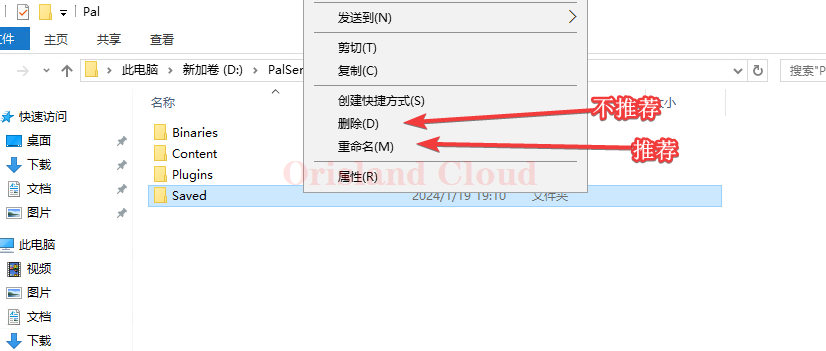 Pal
发送到(N)
件
主页
共享
查看
剪切(T)
此电脑
新加卷 (D:)
PalSer
复制(C)
搜索"P
名称
创建快捷方式(S)
大小
不推荐
快速访问
删除(D)
桌面
Binaries
重命名(M)
推荐
下载
Content
Plugins
属性(R)
Orisland Cloud
文档
Saved
2024/1/19 19:10
文件夹
图片
此电脑
视频
图片
文档
下载